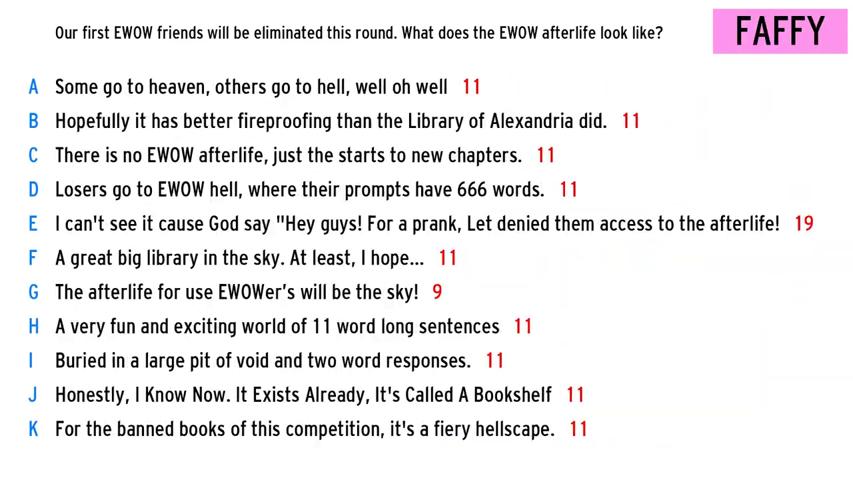 Our first EWOW friends will be eliminated this round. What does the EWOW afterlife look like?
FAFFY
A Some go to heaven, others go to hell, well oh well 11
B Hopefully it has better fireproofing than the Library of Alexandria did. 11
C There is no EWOW afterlife, just the starts to new chapters. 11
D Losers go to EWOW hell, where their prompts have 666 words. 11
E I can't see it cause God say "Hey guys! For a prank, Let denied them access to the afterlife! 19
F A great big library in the sky. At least, I hope... 11
G The afterlife for use EWOWer's will be the sky! 9
H A very fun and exciting world of 11 word long sentences 11
I Buried in a large pit of void and two word responses. 11
J Honestly, I Know Now. It Exists Already, It's Called A Bookshelf 11
K For the banned books of this competition, it's a fiery hellscape. 11